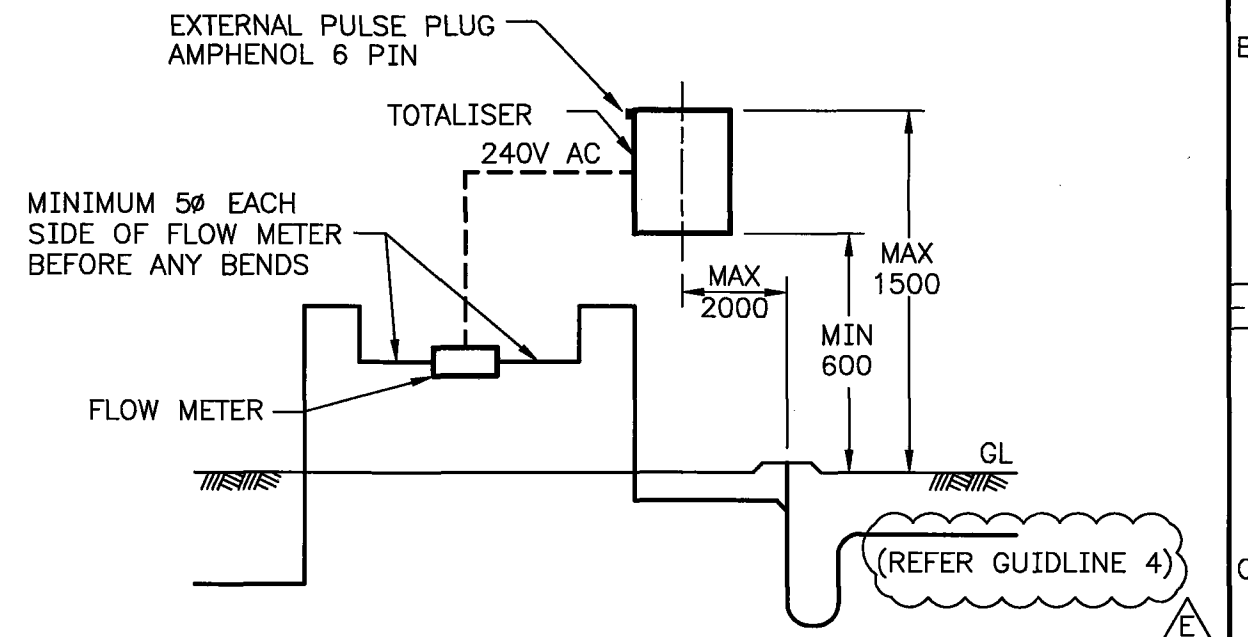 EXTERNAL PULSE PLUG
AMPHENOL 6 PIN
TOTALISER
240V AC
MINIMUM 5ø EACH
SIDE OF FLOW METER
BEFORE ANY BENDS
MAX
1500
MAX
2000
MIN
600
FLOW METER
GL
(REFER GUIDLINE 4)
E